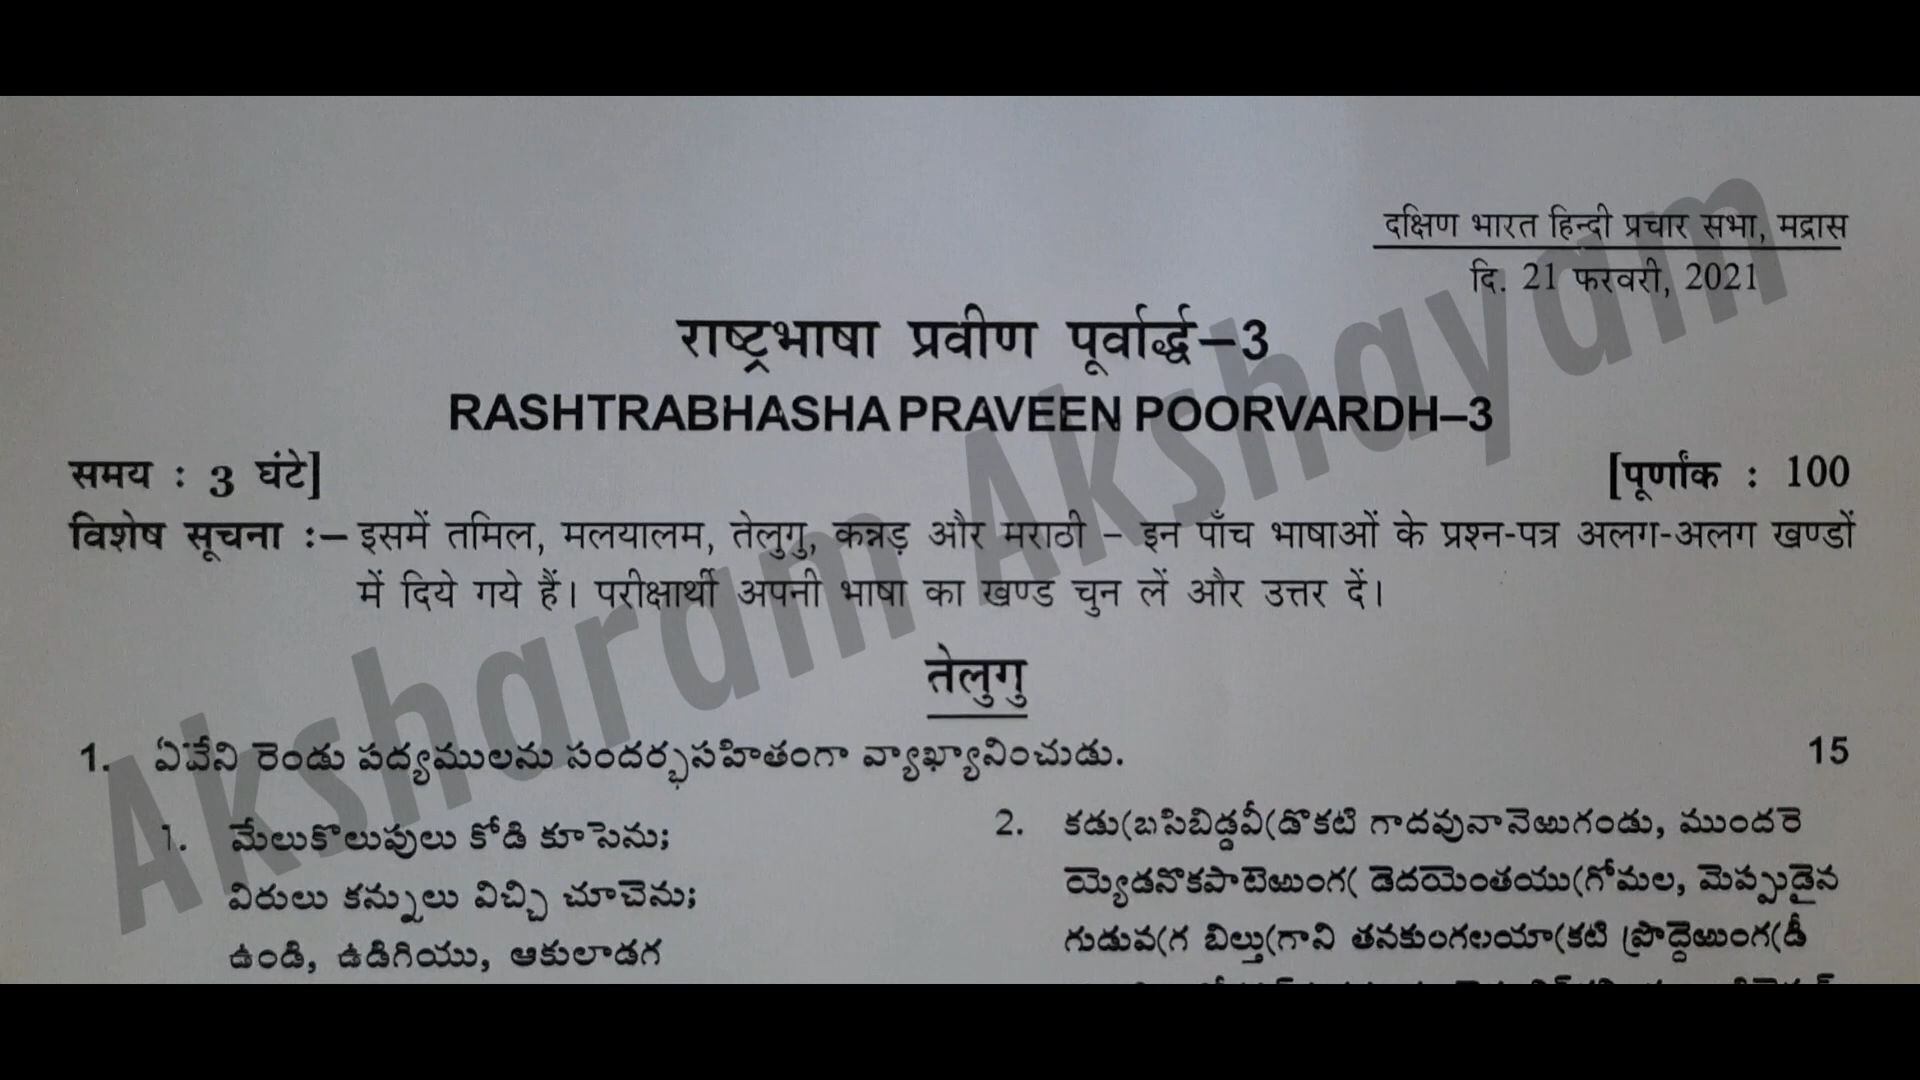 दक्षिण भारत हिन्दी प्रचार सभा, मद्रास
दि. 21 फरवरी, 2021
राष्ट्रभाषा प्रवीण पूर्वार्द्ध–3
RASHTRABHASHA PRAVEEN POORVARDH–3
समय : 3 घंटे]
[पूर्णांक : 100
विशेष सूचना :– इसमें तमिल, मलयालम, तेलुगु, कन्नड़ और मराठी – इन पाँच भाषाओं के प्रश्न-पत्र अलग-अलग खण्डों
में दिये गये हैं। परीक्षार्थी अपनी भाषा का खण्ड चुन लें और उत्तर दें।
तेलुगु
1. ఏవేని రెండు పద్యములను సందర్భసహితంగా వ్యాఖ్యానించుడు. 15
1. మేలుకొలుపులు కోడి కూసెను;
విరులు కన్నులు విచ్చి చూచెను;
ఉండి, ఉడిగియు, ఆకులాడగ
2. కడు(బసిబిడ్డవీ(డొకటి గాదవునానెఱుగండు, ముందరె
య్యెడనొకపాటెఱుంగ( డెదయెంతయు(గోమల, మెప్పుడైన
గుడువ(గ బిల్తు(గాని తనకుంగలయా(కటి ప్రొద్దెఱుంగ(డీ
Aksharam Akshayam